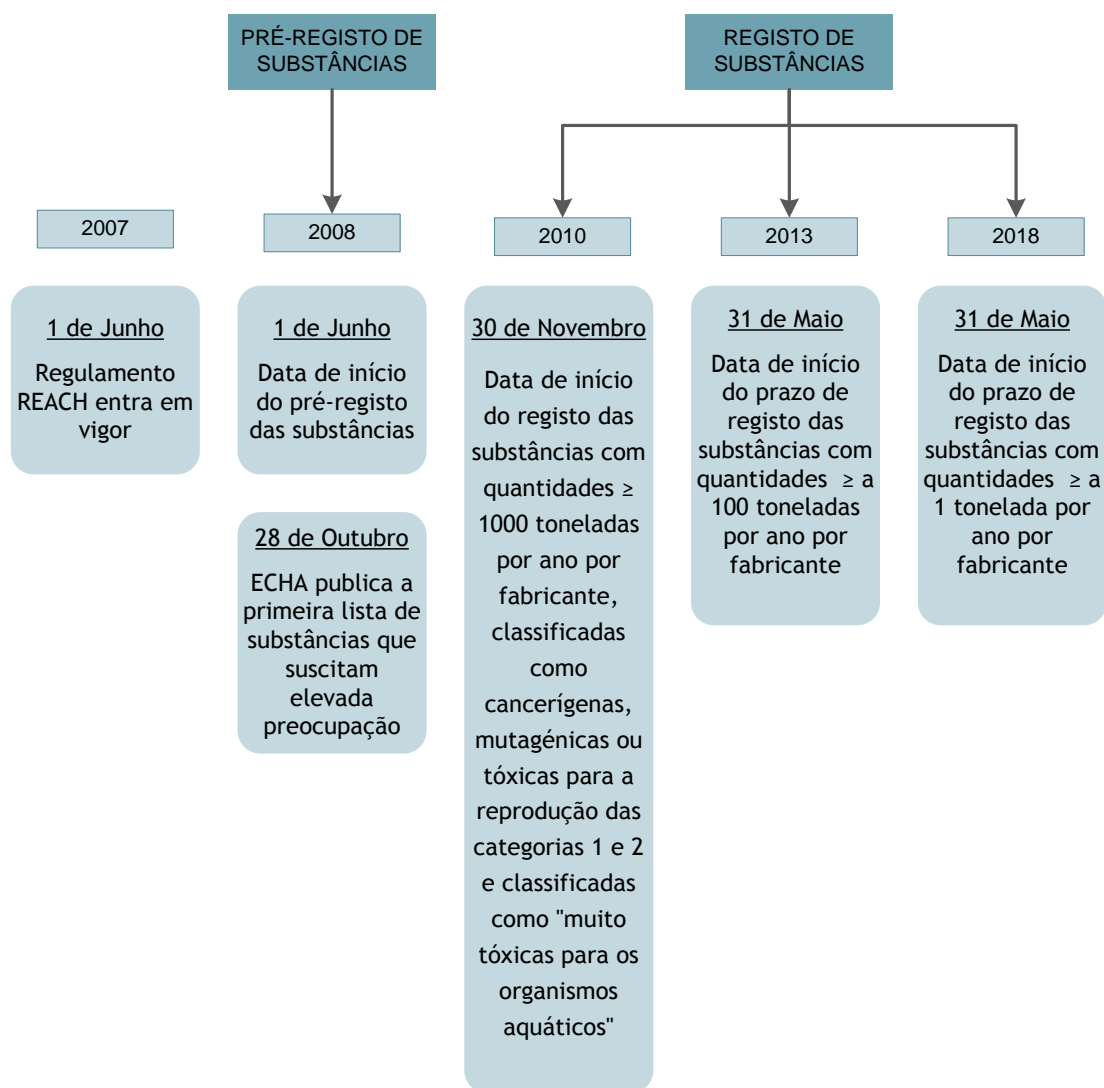 PRÉ-REGISTO DE
SUBSTÂNCIAS
REGISTO DE
SUBSTÂNCIAS
2007
2008
2010
2013
2018
1 de Junho
Regulamento
REACH entra em
vigor
1 de Junho
Data de início
do pré-registo
das substâncias
28 de Outubro
ECHA publica a
primeira lista de
substâncias que
suscitam
elevada
preocupação
30 de Novembro
Data de início
do registo das
substâncias com
quantidades ≥
1000 toneladas
por ano por
fabricante,
classificadas
como
cancerígenas,
mutagénicas ou
tóxicas para a
reprodução das
categorias 1 e 2
e classificadas
como "muito
tóxicas para os
organismos
aquáticos"
31 de Maio
Data de início
do prazo de
registo das
substâncias com
quantidades ≥ a
100 toneladas
por ano por
fabricante
31 de Maio
Data de início
do prazo de
registo das
substâncias com
quantidades ≥ a
1 tonelada por
ano por
fabricante